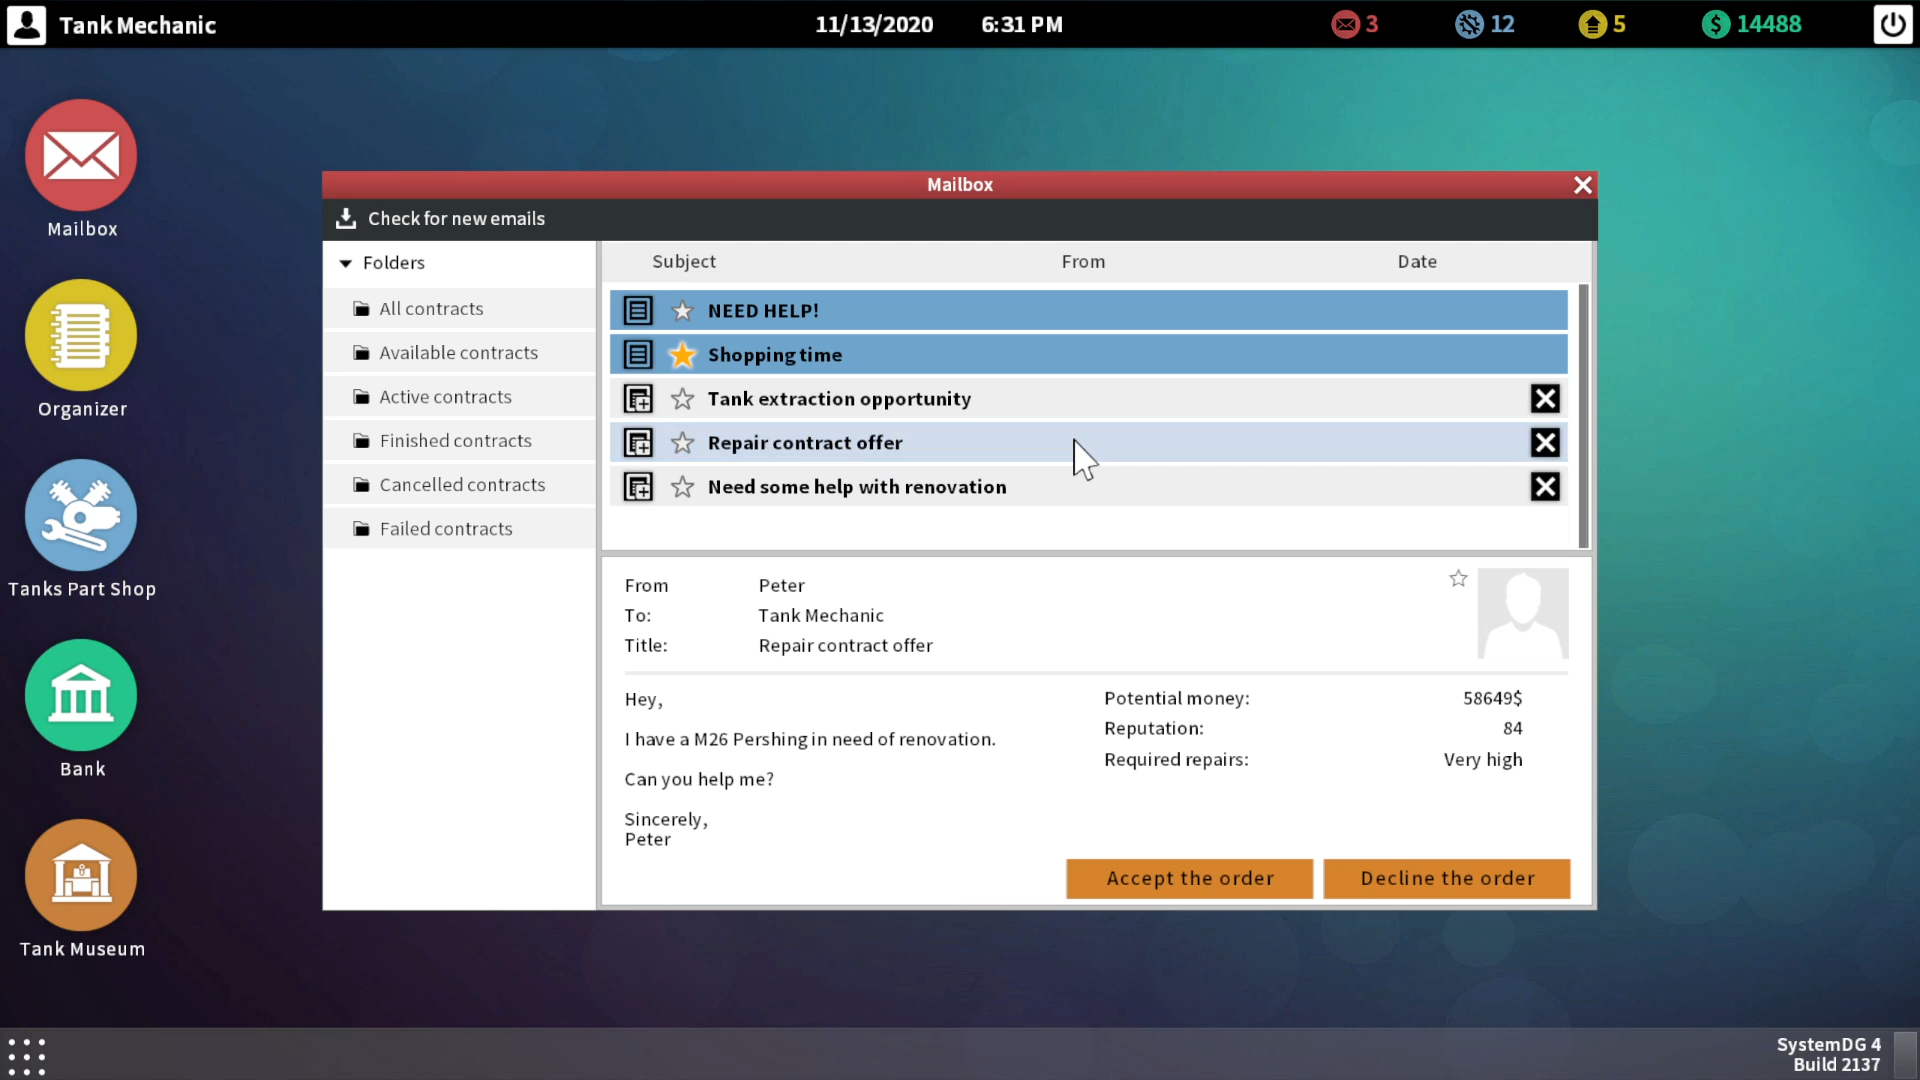 Tank Mechanic
11/13/2020 6:31 PM
3 12 5 14488
Mailbox
Organizer
Tanks Part Shop
Bank
Tank Museum
Mailbox
Check for new emails
Folders
All contracts
Available contracts
Active contracts
Finished contracts
Cancelled contracts
Failed contracts
Subject From Date
NEED HELP!
Shopping time
Tank extraction opportunity
Repair contract offer
Need some help with renovation
From Peter
To: Tank Mechanic
Title: Repair contract offer
Hey,
I have a M26 Pershing in need of renovation.
Can you help me?
Sincerely,
Peter
Potential money: 58649$
Reputation: 84
Required repairs: Very high
Accept the order Decline the order
SystemDG 4
Build 2137